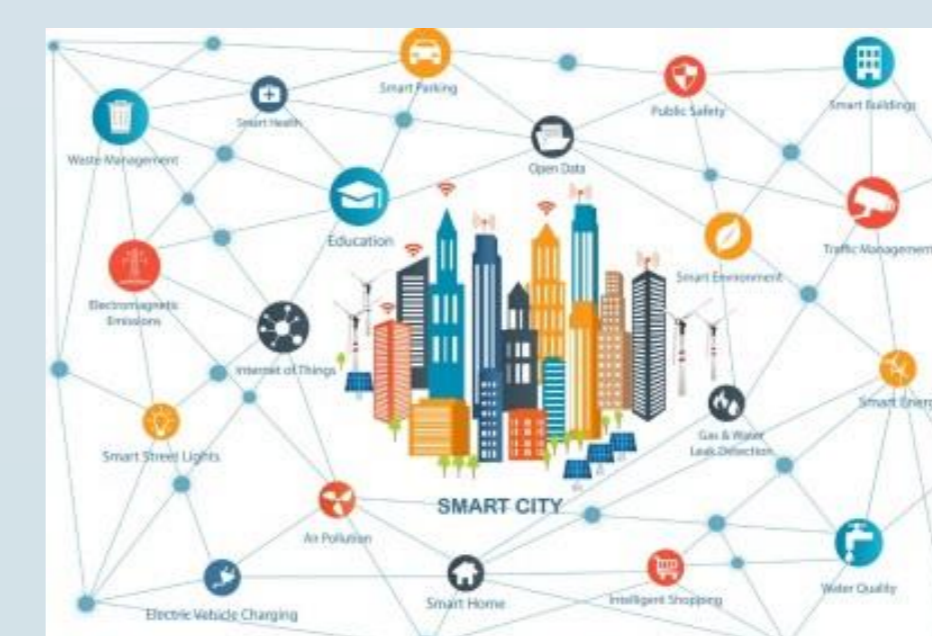 Smart Parking
Public Safety
Smart Buildings
Smart Health
Waste Management
Open Data
Education
Traffic Management
Smart Environment
Electromagnetic
Emissions
Internet of Things
Smart Energ
Gas & Water
Leak Detection
Smart Street Lights
SMART CITY
Air Pollution
Water Quality
Smart Home
Intelligent Shopping
Electric Vehicle Charging